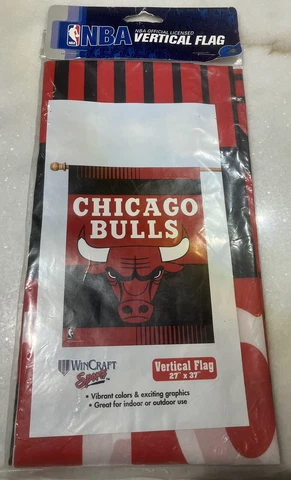 NBA
NBA OFFICIAL LICENSED
VERTICAL FLAG
CHICAGO
BULLS
WINCRAFT
Sports
Vertical Flag
27" x 37"
• Vibrant colors & exciting graphics
• Great for indoor or outdoor use